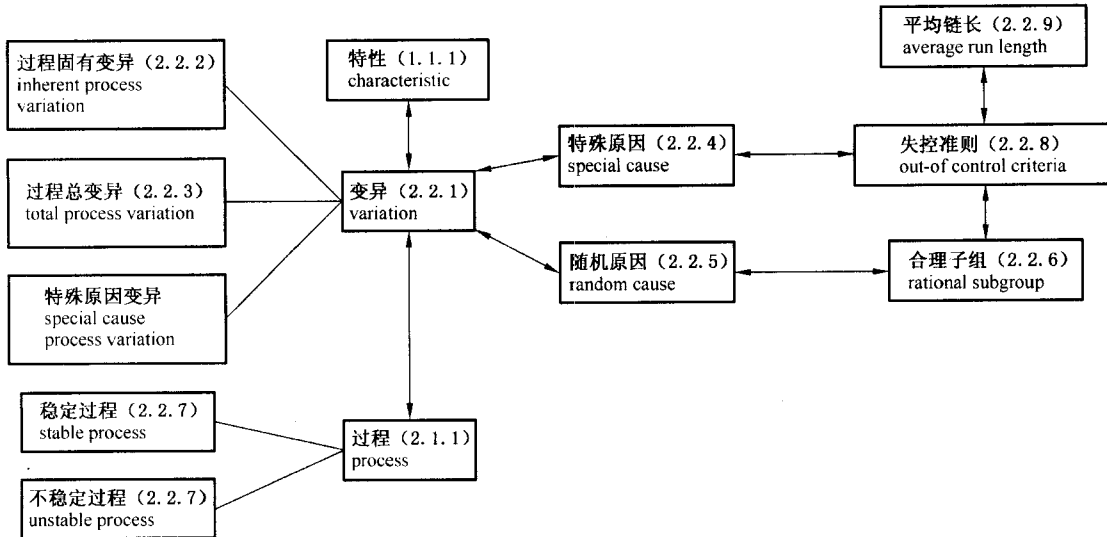 过程固有变异（2.2.2）
inherent process
variation
过程总变异（2.2.3）
total process variation
特殊原因变异
special cause
process variation
稳定过程（2.2.7）
stable process
不稳定过程（2.2.7）
unstable process
特性（1.1.1）
characteristic
变异（2.2.1）
variation
过程（2.1.1）
process
特殊原因（2.2.4）
special cause
随机原因（2.2.5）
random cause
平均链长（2.2.9）
average run length
失控准则（2.2.8）
out-of control criteria
合理子组（2.2.6）
rational subgroup